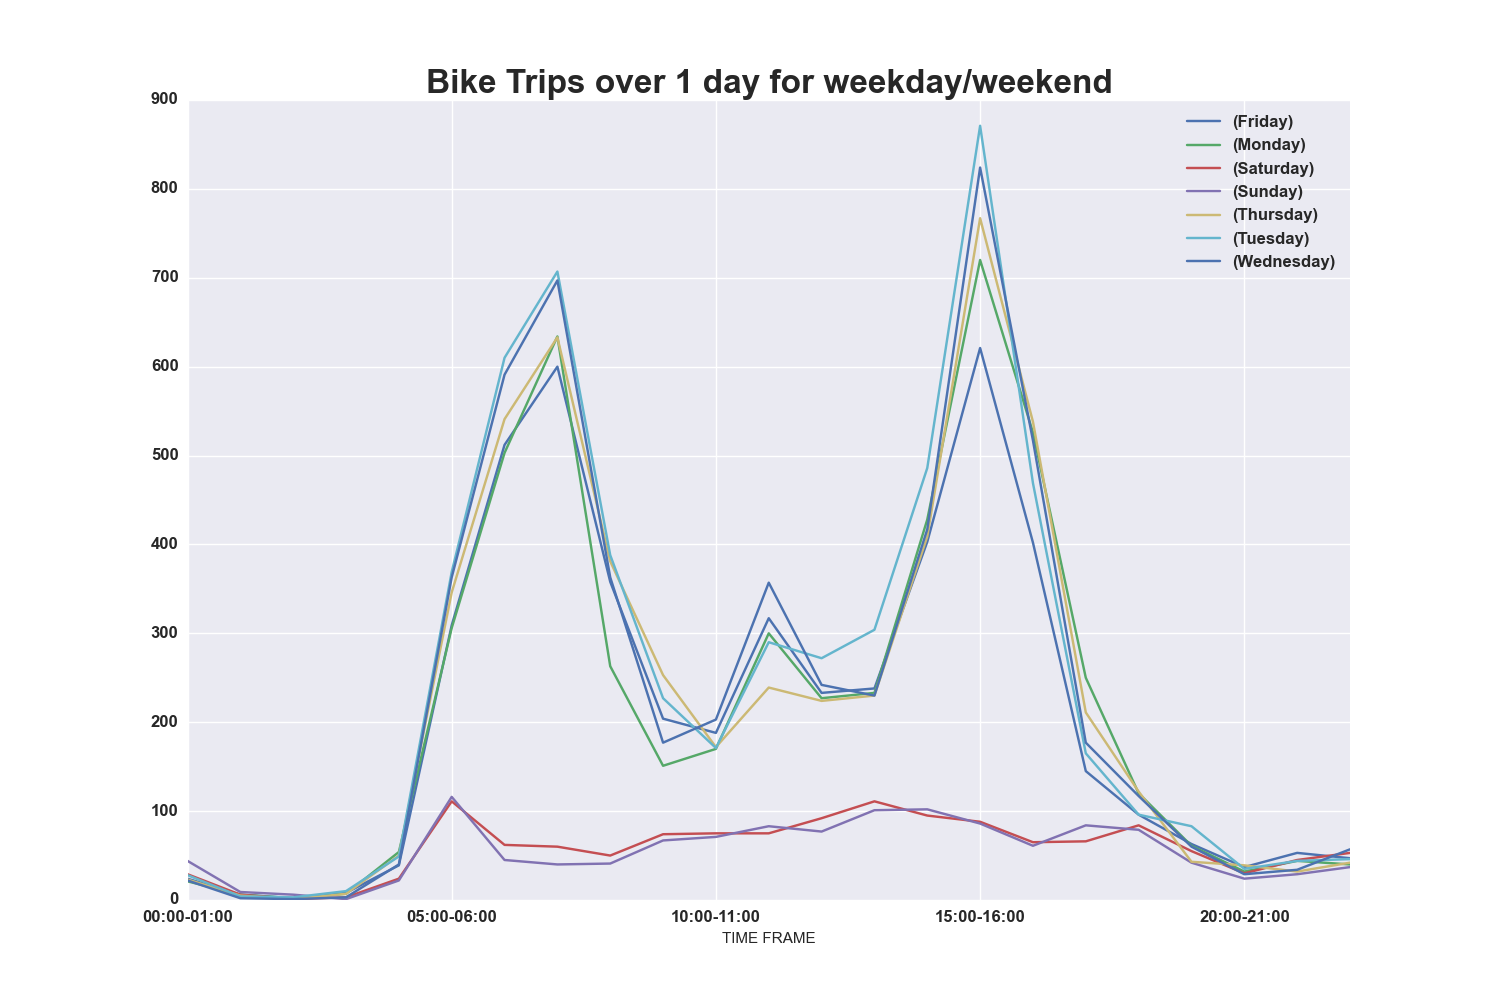 Bike Trips over 1 day for weekday/weekend
900
800
700
600
500
400
300
200
100
0
(Friday)
(Monday)
(Saturday)
(Sunday)
(Thursday)
(Tuesday)
(Wednesday)
00:00-01:00 05:00-06:00 10:00-11:00 15:00-16:00 20:00-21:00
TIME FRAME